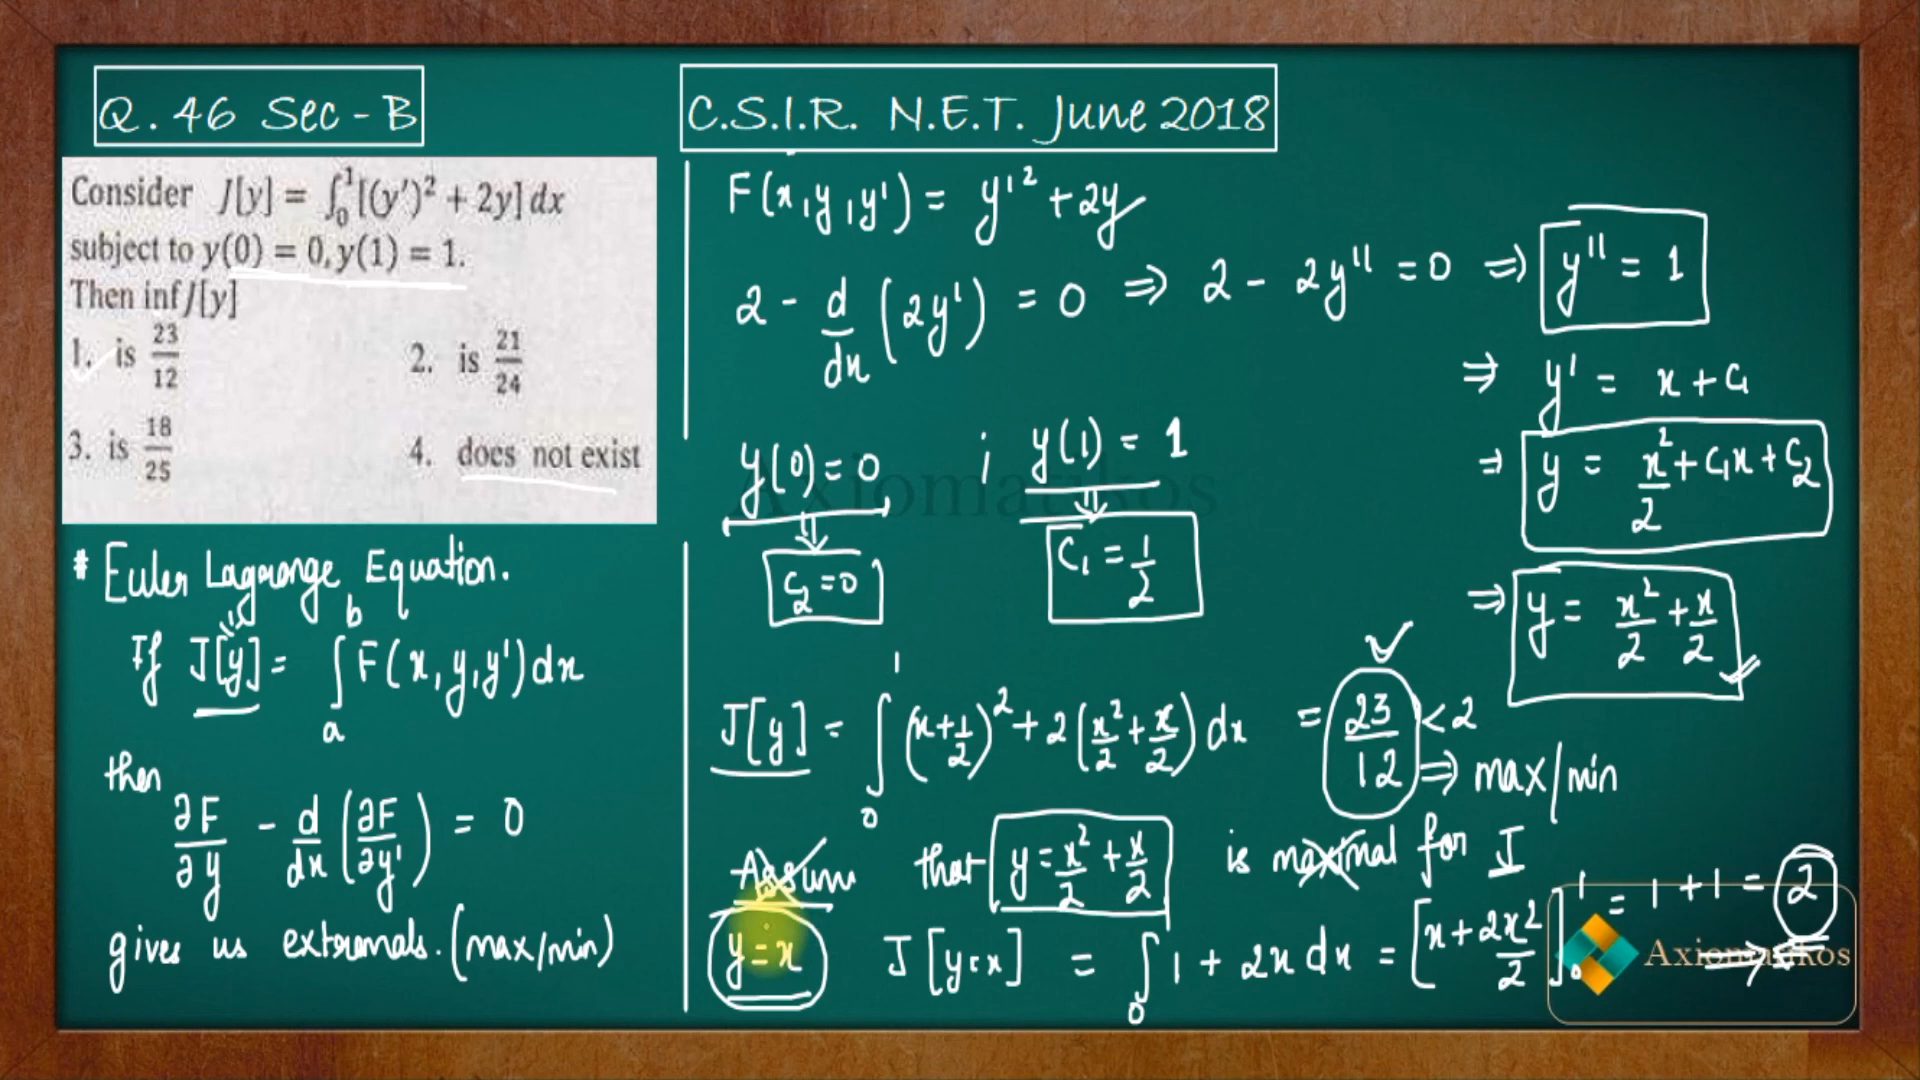 Q. 46 Sec - B
C.S.I.R. N.E.T. June 2018
Consider J[y] = ∫₀¹[(y')² + 2y] dx
subject to y(0) = 0, y(1) = 1.
Then inf J[y]
1. is 23/12
2. is 21/24
3. is 18/25
4. does not exist
# Euler Lagrange Equation.
If J[y] = ∫ₐᵇ F(x, y, y') dx
then
∂F/∂y - d/dx (∂F/∂y') = 0
gives us extremals. (max/min)
F(x, y, y') = y'² + 2y
2 - d/dx (2y') = 0 ⇒ 2 - 2y'' = 0 ⇒ y'' = 1
⇒ y' = x + C₁
⇒ y = x²/2 + C₁x + C₂
y(0) = 0 ; y(1) = 1
⇓ ⇓
C₂ = 0 C₁ = 1/2
⇒ y = x²/2 + x/2
J[y] = ∫₀¹ (x + 1/2)² + 2(x²/2 + x/2) dx = 23/12 < 2
⇒ max/min
Assum that y = x²/2 + x/2 is maximal for J
y = x J[y=x] = ∫₀¹ 1 + 2x dx = [x + 2x²/2]₀¹ = 1 + 1 = 2
Axiomatikos
Axiomatikos